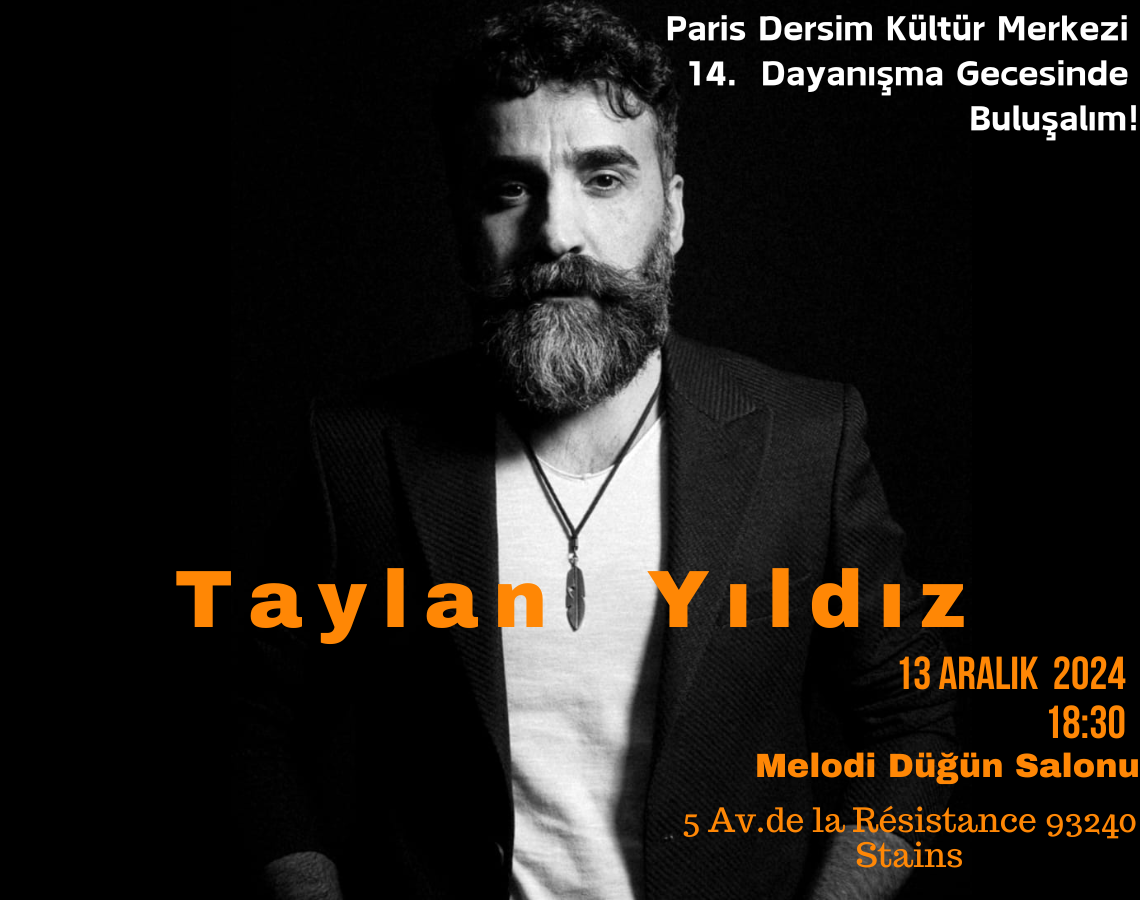 Paris Dersim Kültür Merkezi
14. Dayanışma Gecesinde
Buluşalım!
Taylan Yıldız
13 ARALIK 2024
18:30
Melodi Düğün Salonu
5 Av.de la Résistance 93240
Stains